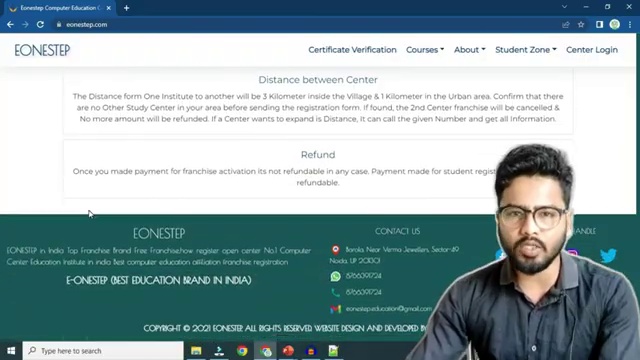 Eonestep Computer Education C
eonestep.com
EONESTEP
Certificate Verification Courses About Student Zone Center Login
Distance between Center
The Distance form One Institute to another will be 3 Kilometer inside the Village & 1 Kilometer in the Urban area. Confirm that there
are no Other Study Center in your area before sending the registration form. If found, the 2nd Center franchise will be cancelled &
No more amount will be refunded. If a Center wants to expand is Distance, it can call the given Number and get all Information.
Refund
Once you made payment for franchise activation its not refundable in any case. Payment made for student regist
refundable.
EONESTEP
EONESTEP in India Top Franchise Brand Free Franchise,how register open center No.1 Computer
Center Education Institute in india Best computer education affiliation franchise registration
E-ONESTEP (BEST EDUCATION BRAND IN INDIA)
CONTACT US
Barola Near Verma Jewellers, Sector-49
Noida, UP 201301
8766399724
8766399724
eonestep.education@gmail.com
HANDLE
COPYRIGHT © 2021 EONESTEP. ALL RIGHTS RESERVED. WEBSITE DESIGN AND DEVELOPED BY
Type here to search